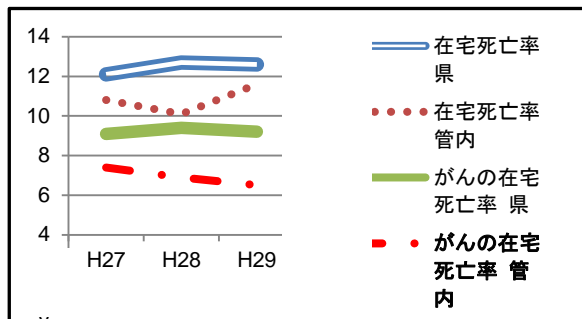 14
12
10
8
6
4
H27 H28 H29
在宅死亡率
県
在宅死亡率
管内
がんの在宅
死亡率 県
がんの在宅
死亡率 管
内